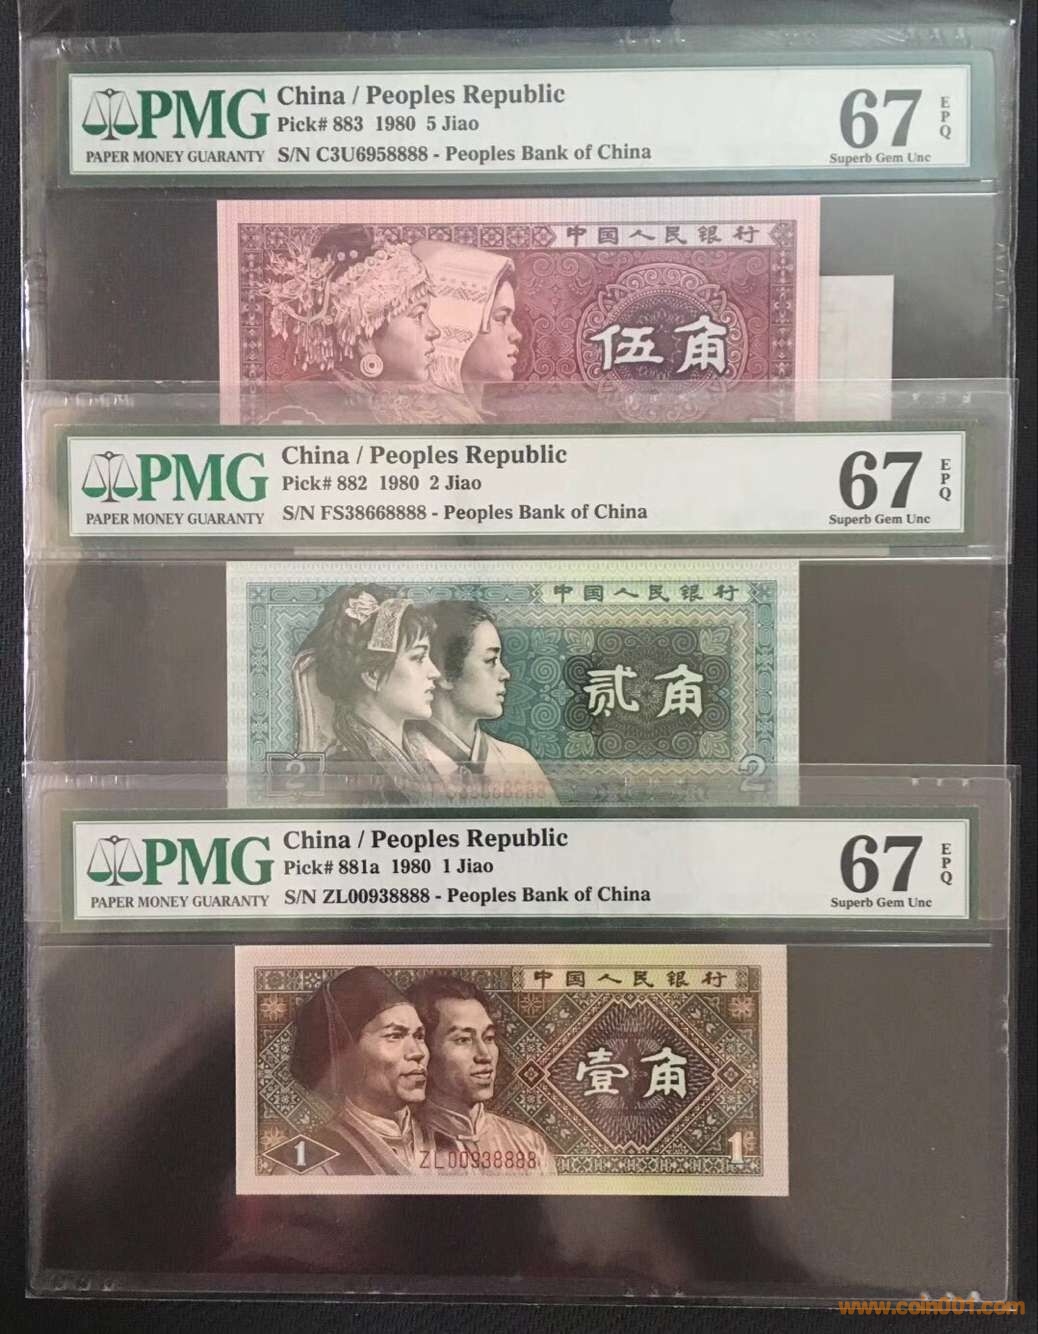 PMG
PAPER MONEY GUARANTY
China / Peoples Republic
Pick# 883 1980 5 Jiao
S/N C3U6958888 - Peoples Bank of China
67
EPQ
Superb Gem Unc
中国人民银行
伍角
PMG
PAPER MONEY GUARANTY
China / Peoples Republic
Pick# 882 1980 2 Jiao
S/N FS38668888 - Peoples Bank of China
67
EPQ
Superb Gem Unc
中国人民银行
贰角
2
2
PMG
PAPER MONEY GUARANTY
China / Peoples Republic
Pick# 881a 1980 1 Jiao
S/N ZL00938888 - Peoples Bank of China
67
EPQ
Superb Gem Unc
中国人民银行
壹角
1
ZL00938888
1
www.coin001.com